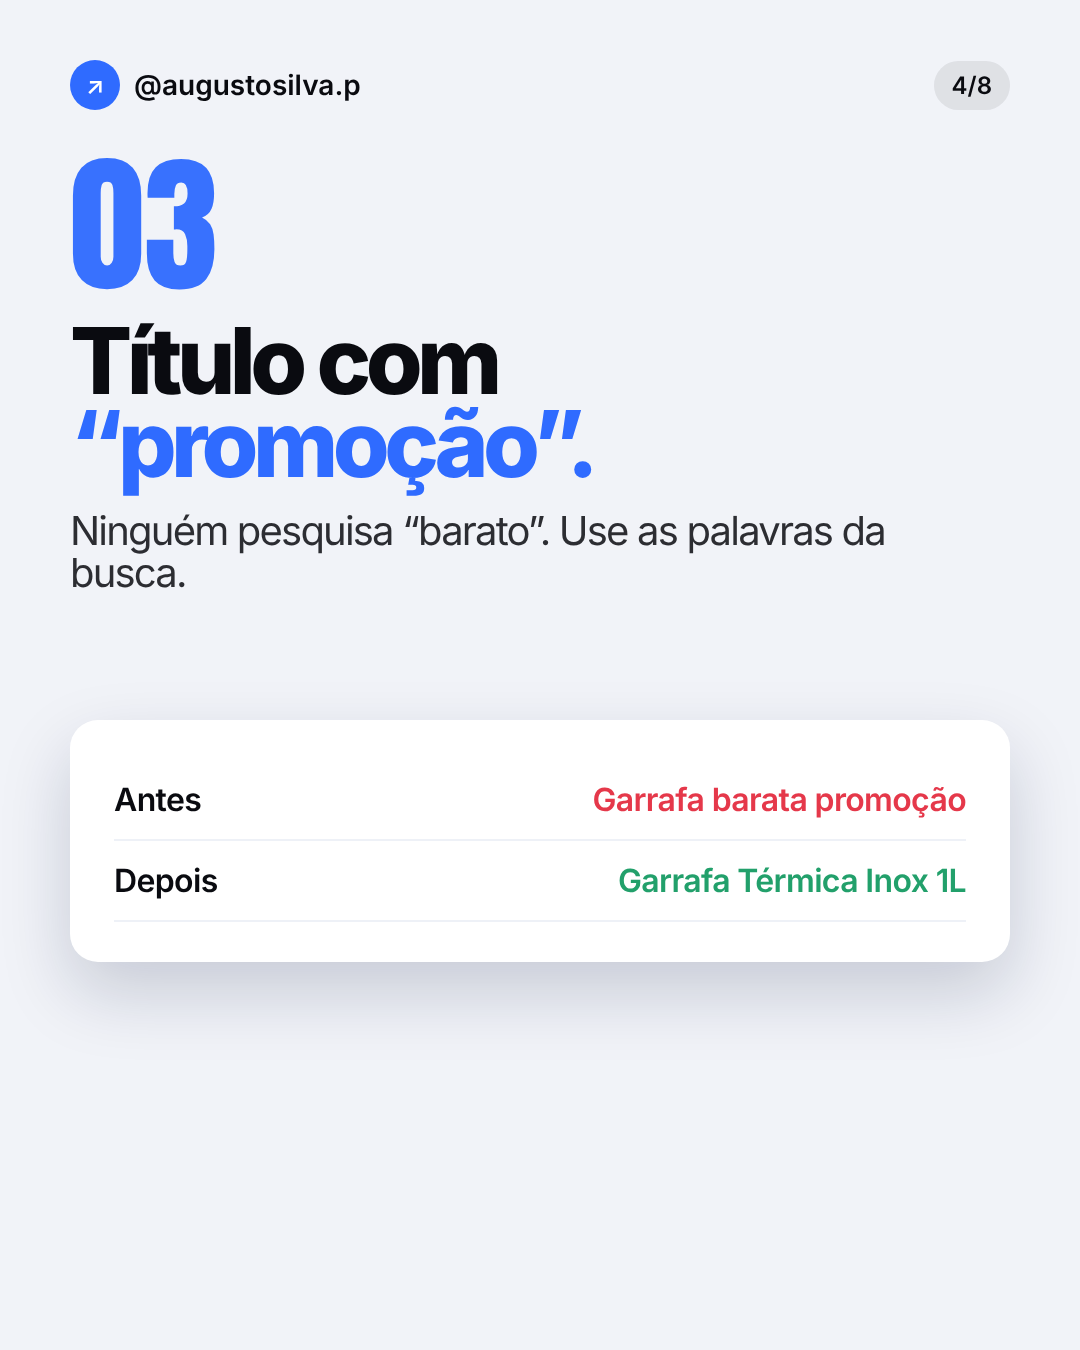 @augustosilva.p
4/8
03
Título com
“promoção”.
Ninguém pesquisa “barato”. Use as palavras da
busca.
Antes
Garrafa barata promoção
Depois
Garrafa Térmica Inox 1L